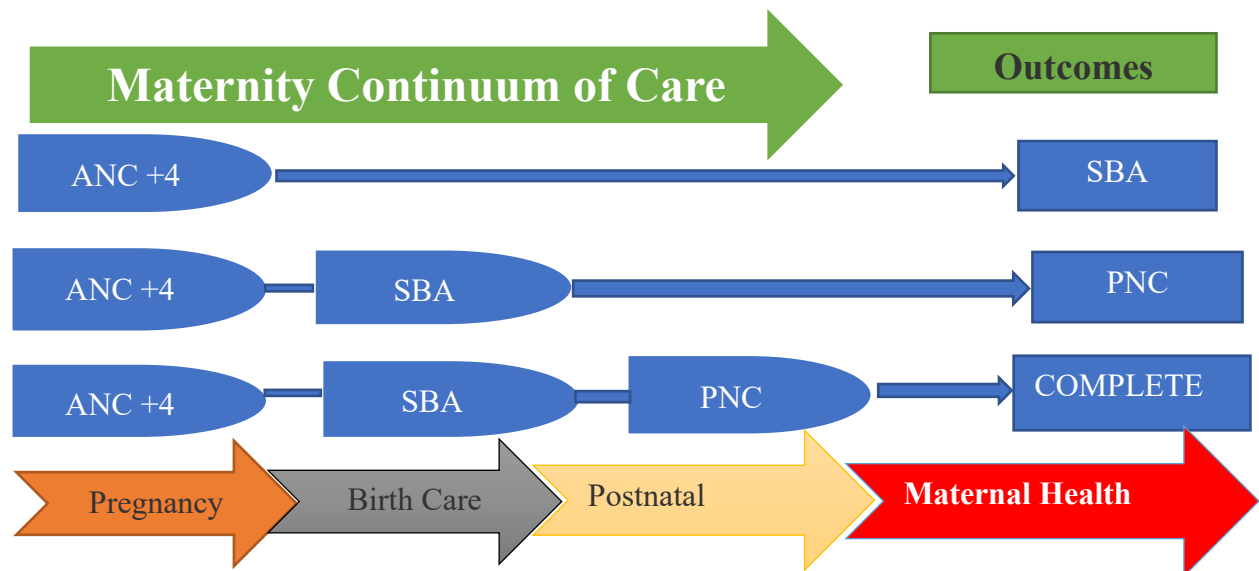 Maternity Continuum of Care
Outcomes
ANC +4
SBA
ANC +4
SBA
PNC
ANC +4
SBA
PNC
COMPLETE
Pregnancy
Birth Care
Postnatal
Maternal Health